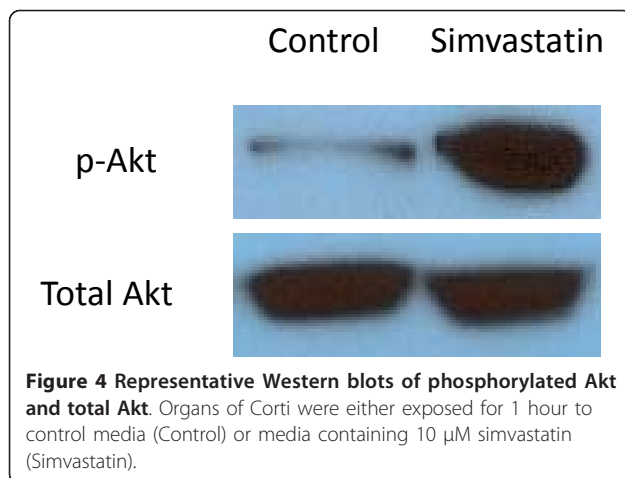 Control Simvastatin
p-Akt
Total Akt
Figure 4 Representative Western blots of phosphorylated Akt
and total Akt. Organs of Corti were either exposed for 1 hour to
control media (Control) or media containing 10 μM simvastatin
(Simvastatin).